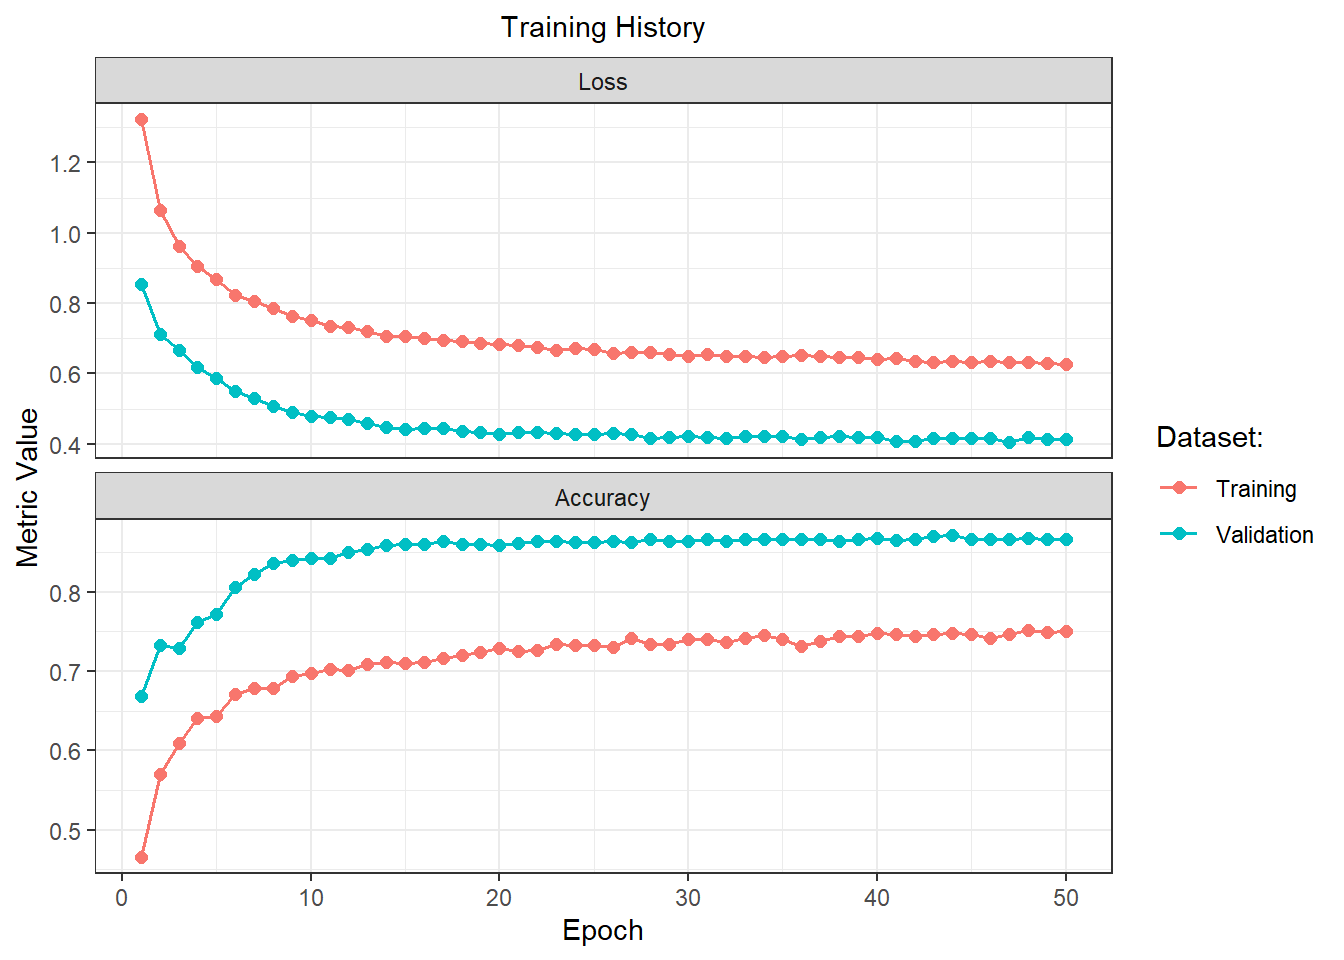 Training History
Loss
1.2
1.0
0.8
0.6
0.4
Accuracy
0.8
0.7
0.6
0.5
0 10 20 30 40 50
Epoch
Metric Value
Dataset:
Training
Validation